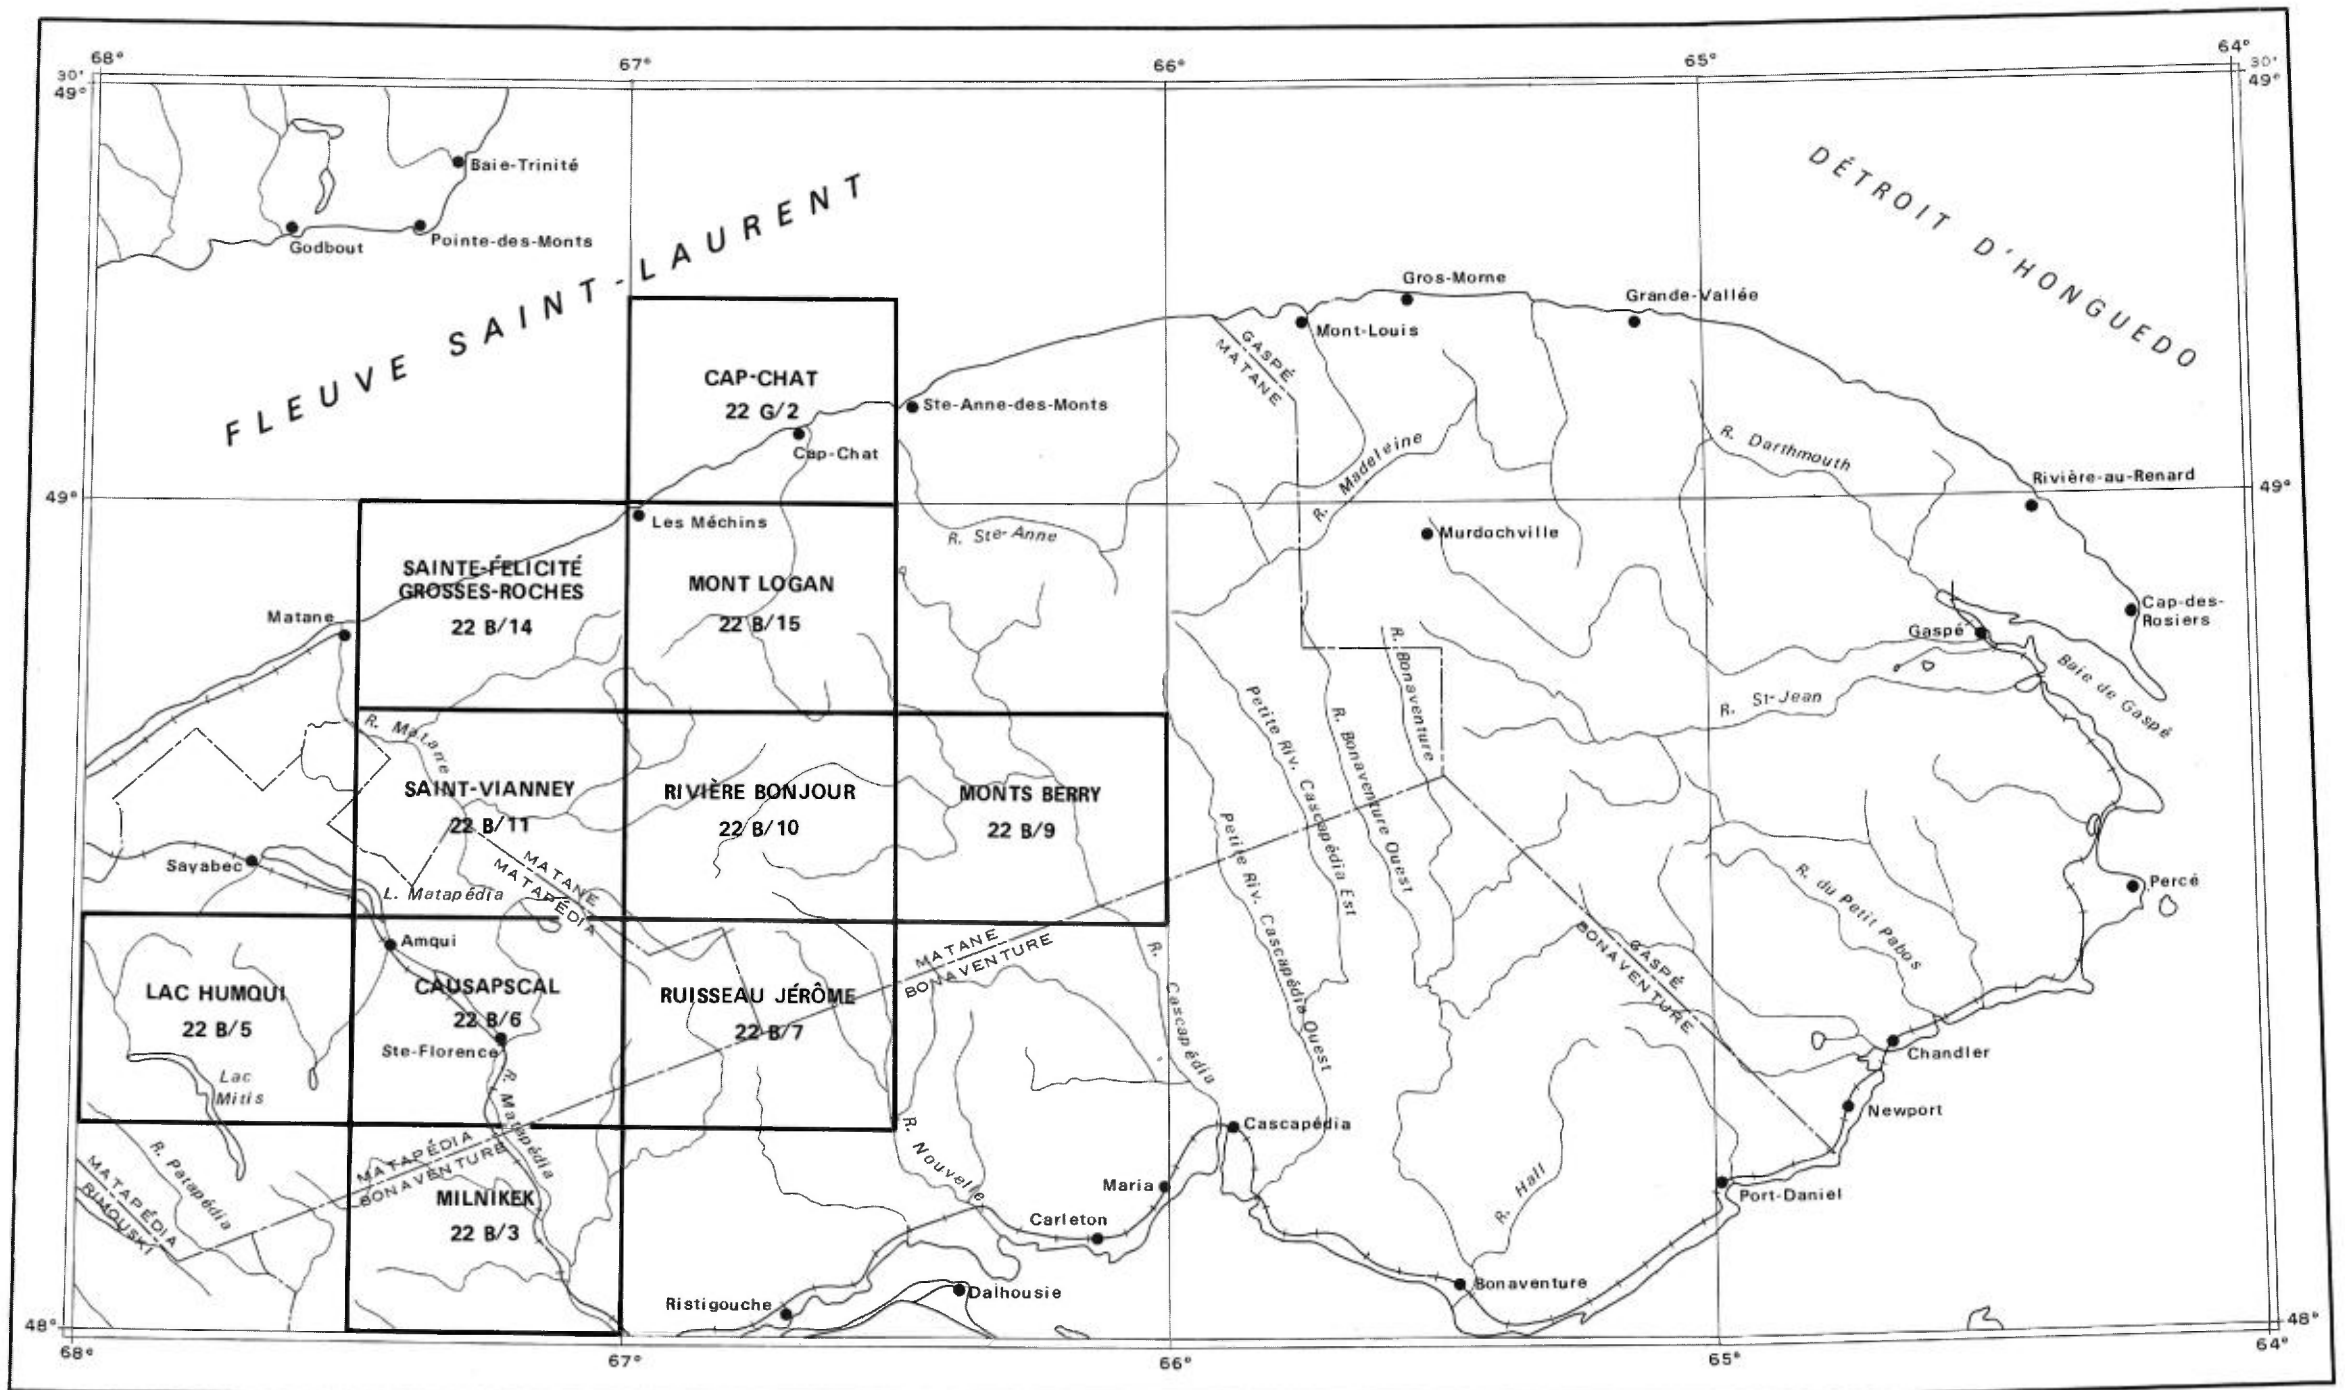 68°
67°
66°
65°
64°
30'
49°
30'
49°
Baie-Trinité
Godbout
Pointe-des-Monts
FLEUVE SAINT-LAURENT
DÉTROIT D'HONGUEDO
Gros-Morne
Grande-Vallée
Mont-Louis
GASPÉ
MATANE
CAP-CHAT
22 G/2
Ste-Anne-des-Monts
Cap-Chat
R. Madeleine
R. Darthmouth
Rivière-au-Renard
49°
49°
Les Méchins
R. Ste-Anne
Murdochville
SAINTE-FÉLICITÉ
GROSSES-ROCHES
22 B/14
MONT LOGAN
22 B/15
Matane
Cap-des-
Rosiers
Gaspé
Baie de Gaspé
R. Bonaventure
R. St-Jean
Petite Riv. Cascapédia Est
R. Bonaventure Ouest
R. Matane
SAINT-VIANNEY
22 B/11
RIVIÈRE BONJOUR
22 B/10
MONTS BERRY
22 B/9
Petite Riv. Cascapédia Ouest
Sayabec
MATANE
MATAPÉDIA
L. Matapédia
R. du Petit Pabos
Percé
Amqui
MATANE
BONAVENTURE
GASPÉ
BONAVENTURE
LAC HUMQUI
22 B/5
CAUSAPSCAL
22 B/6
RUISSEAU JÉRÔME
22 B/7
R. Cascapédia
Ste-Florence
Chandler
Lac
Mitis
R. Matapédia
Newport
Cascapédia
R. Patapédia
MATAPÉDIA
BONAVENTURE
MATAPÉDIA
RIMOUSKI
R. Nouvelle
Maria
R. Hall
Port-Daniel
MILNIKEK
22 B/3
Carleton
Ristigouche
Dalhousie
Bonaventure
48°
48°
68°
67°
66°
65°
64°